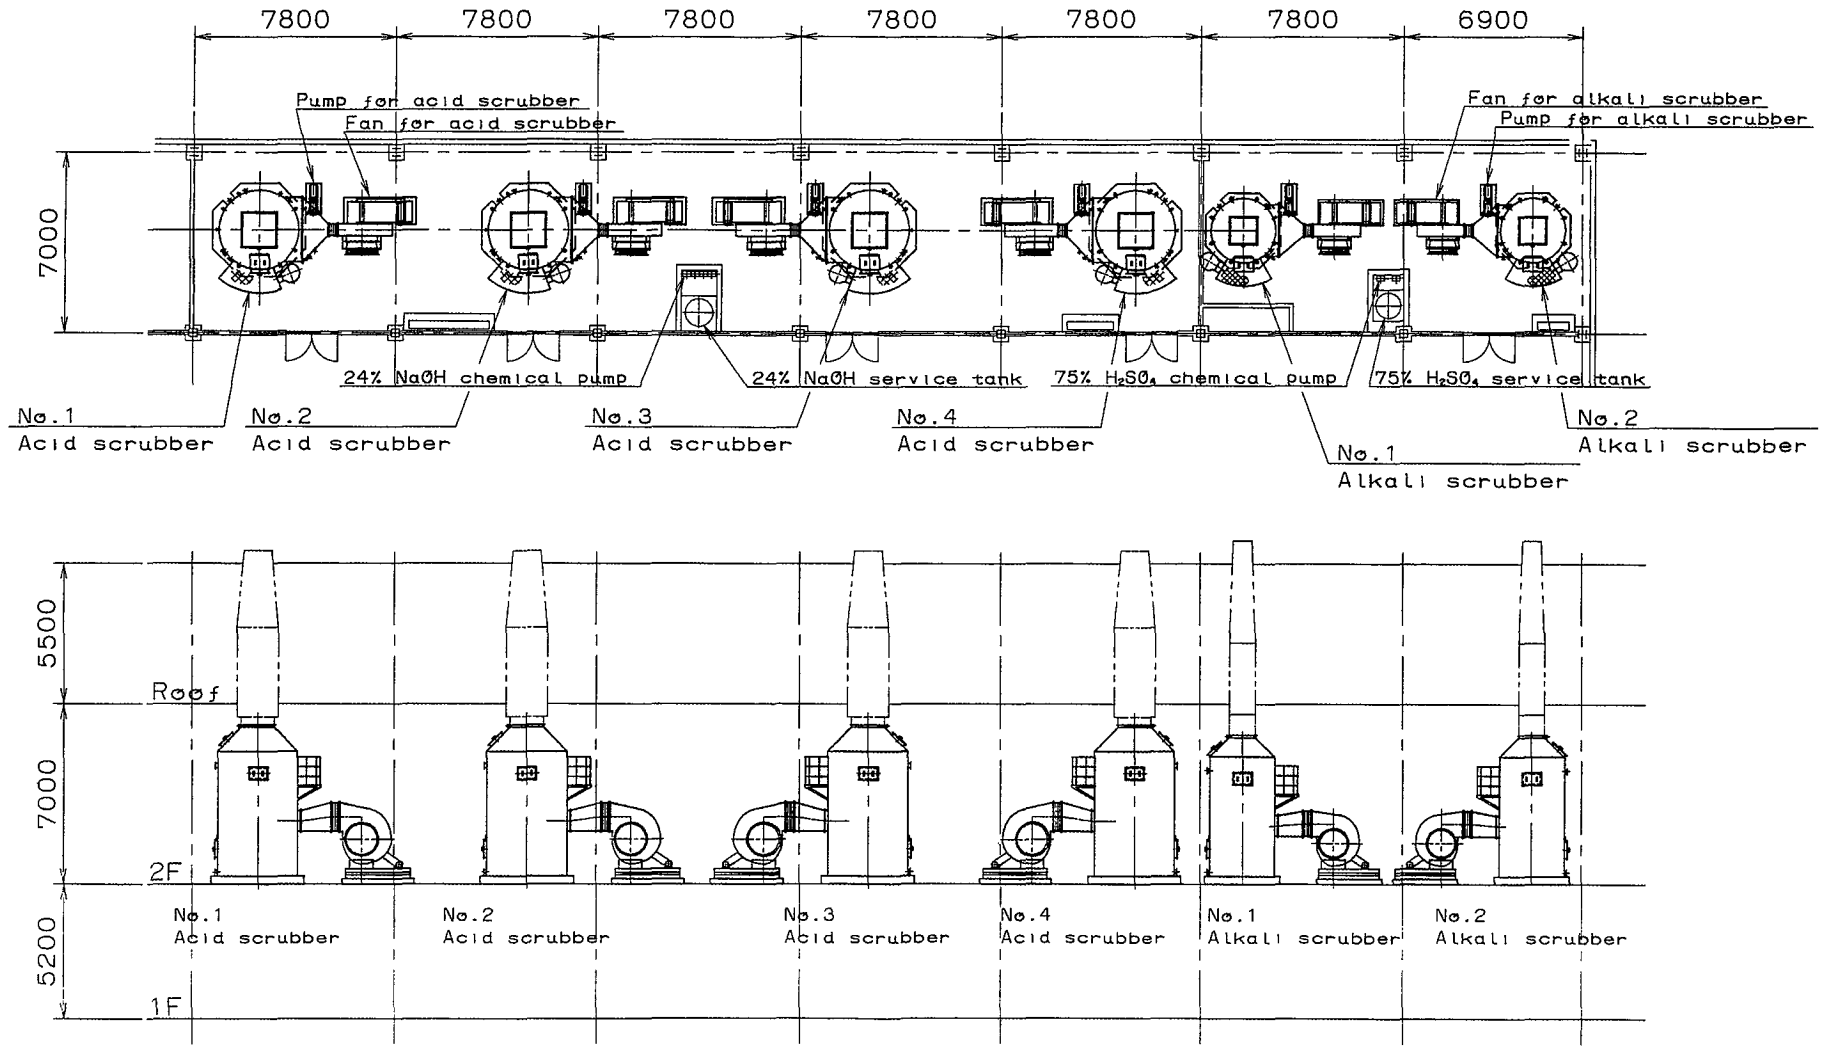 7800 7800 7800 7800 7800 7800 6900
Pump for acid scrubber
Fan for acid scrubber
Fan for alkali scrubber
Pump for alkali scrubber
7000
24% NaOH chemical pump
24% NaOH service tank
75% H₂SO₄ chemical pump
75% H₂SO₄ service tank
No.1
Acid scrubber
No.2
Acid scrubber
No.3
Acid scrubber
No.4
Acid scrubber
No.1
Alkali scrubber
No.2
Alkali scrubber
5500
Roof
7000
2F
No.1
Acid scrubber
No.2
Acid scrubber
No.3
Acid scrubber
No.4
Acid scrubber
No.1
Alkali scrubber
No.2
Alkali scrubber
5200
1F